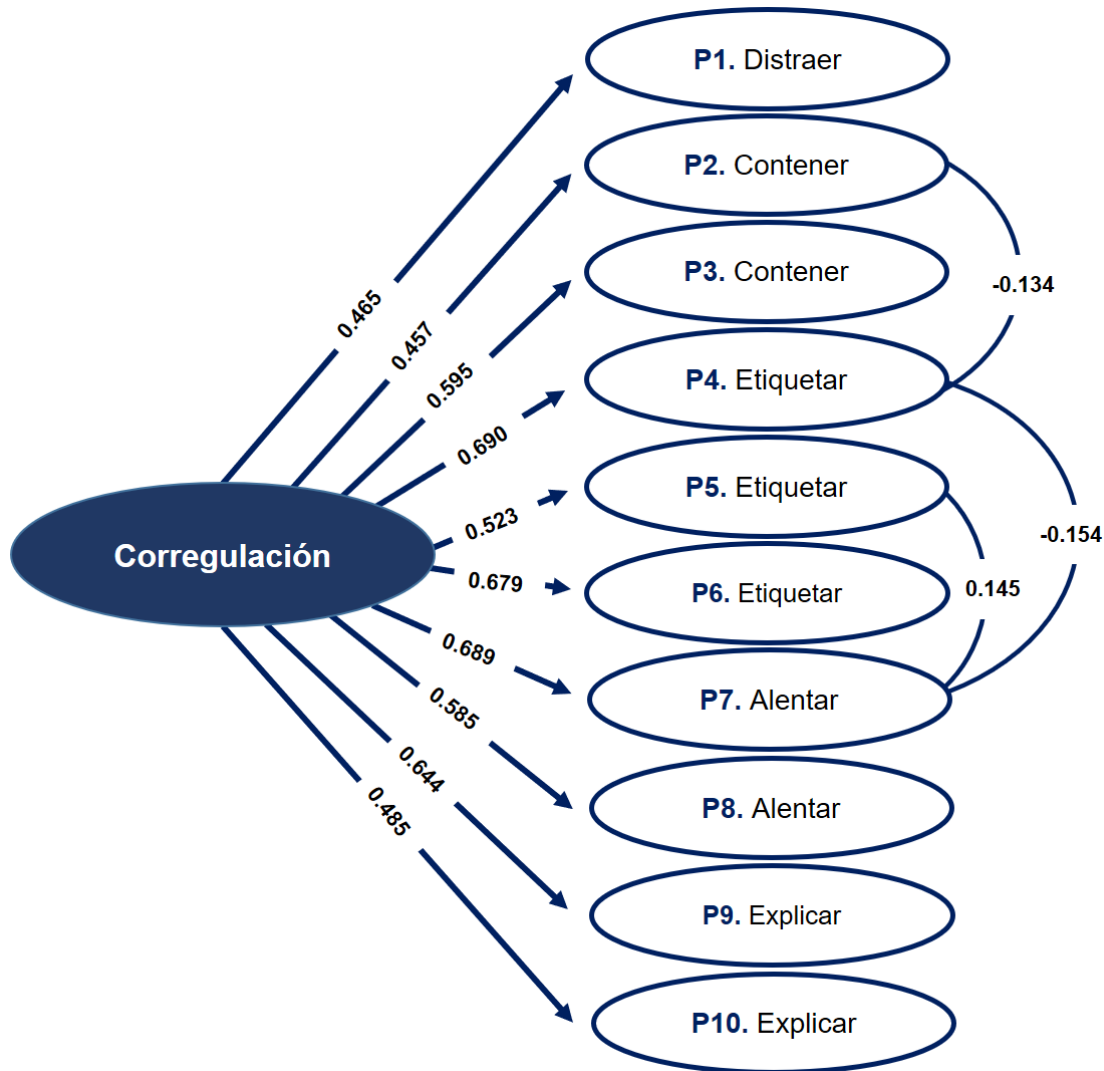 P1. Distraer
P2. Contener
P3. Contener
P4. Etiquetar
P5. Etiquetar
P6. Etiquetar
P7. Alentar
P8. Alentar
P9. Explicar
P10. Explicar
Corregulación
0.465
0.457
0.595
0.690
0.523
0.679
0.689
0.585
0.644
0.485
-0.134
-0.154
0.145